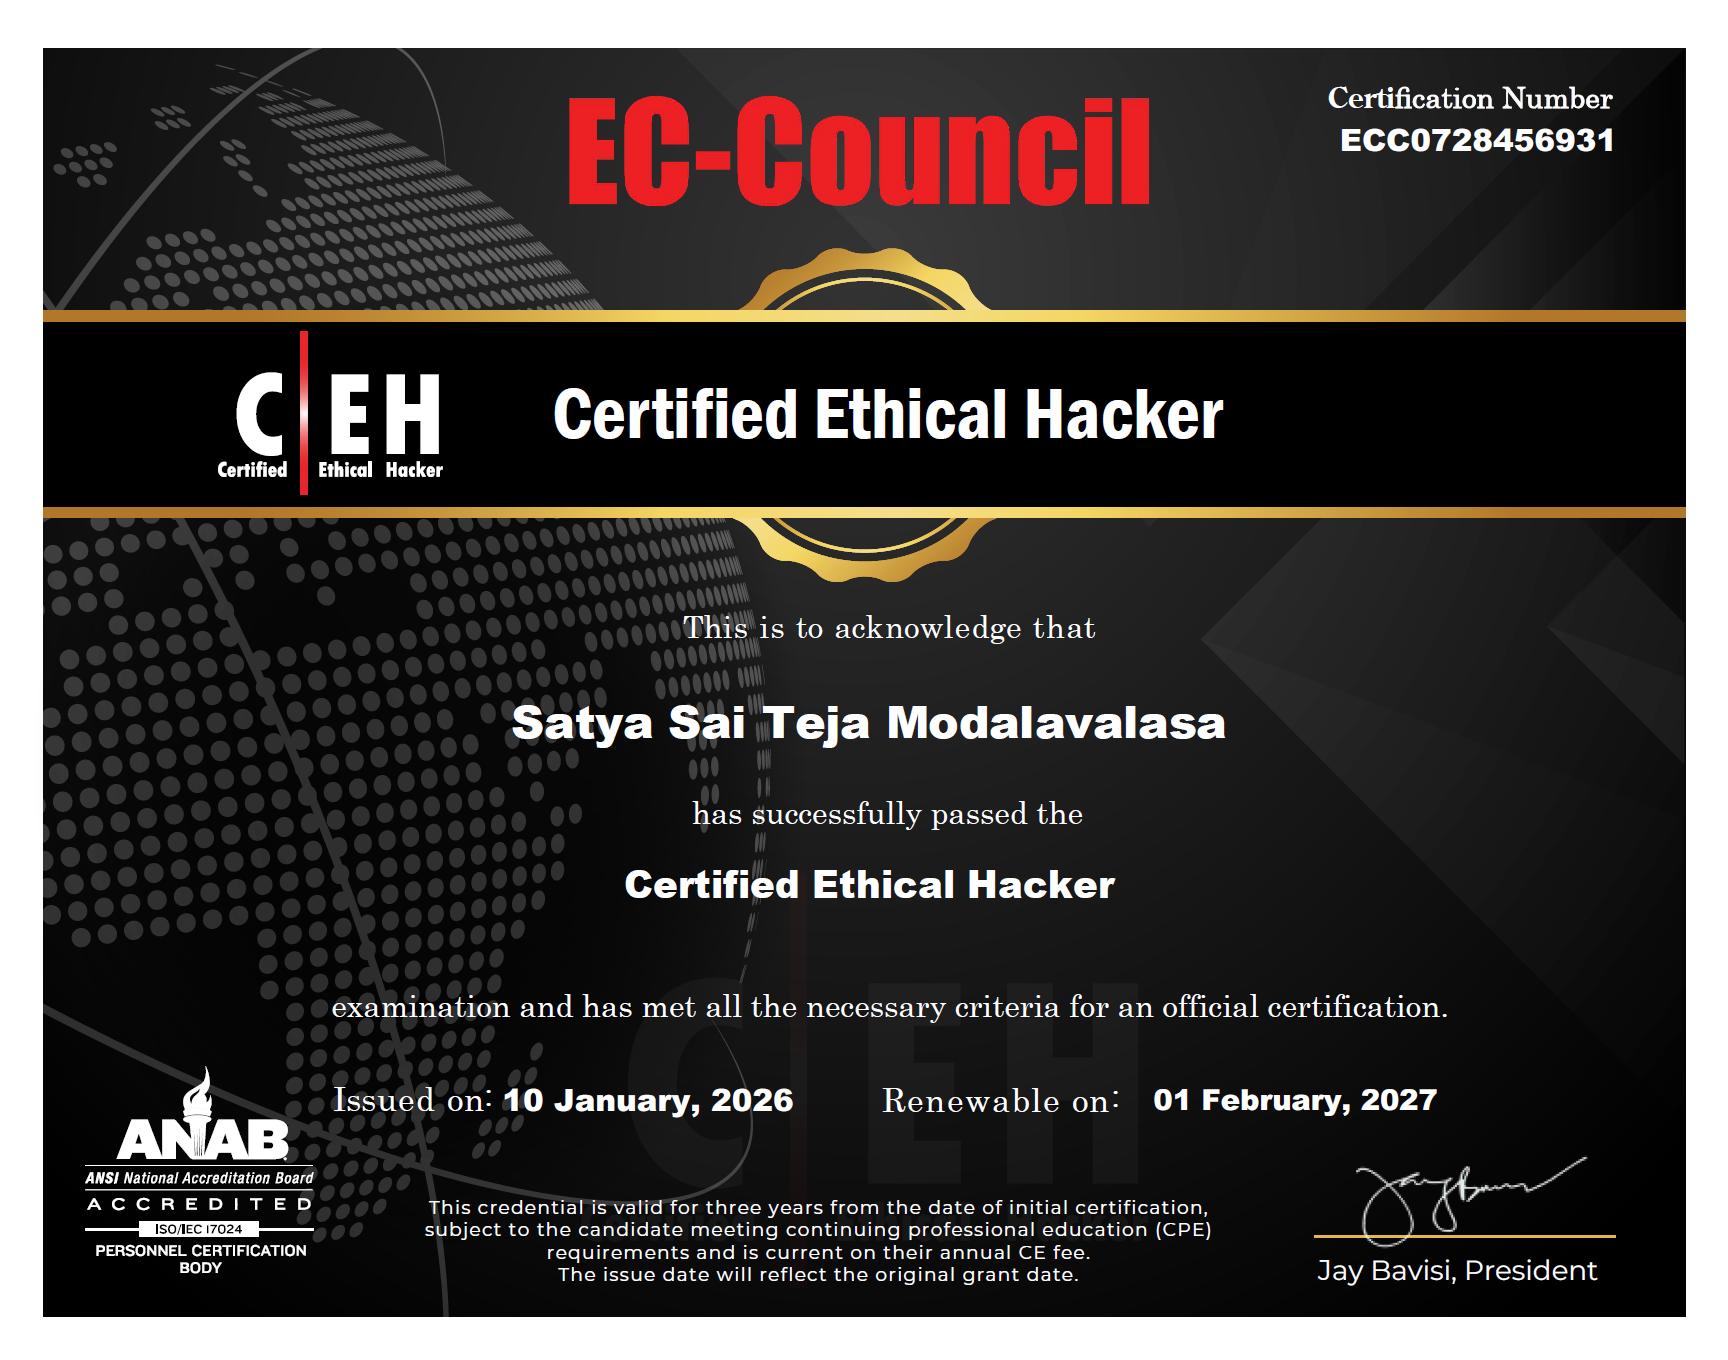 EC-Council
Certification Number
ECC0728456931
C EH
Certified Ethical Hacker
Certified Ethical Hacker
This is to acknowledge that
Satya Sai Teja Modalavalasa
has successfully passed the
Certified Ethical Hacker
examination and has met all the necessary criteria for an official certification.
C EH
Issued on: 10 January, 2026 Renewable on: 01 February, 2027
ANAB
ANSI National Accreditation Board
ACCREDITED
ISO/IEC 17024
PERSONNEL CERTIFICATION
BODY
This credential is valid for three years from the date of initial certification,
subject to the candidate meeting continuing professional education (CPE)
requirements and is current on their annual CE fee.
The issue date will reflect the original grant date.
Jay Bavisi, President